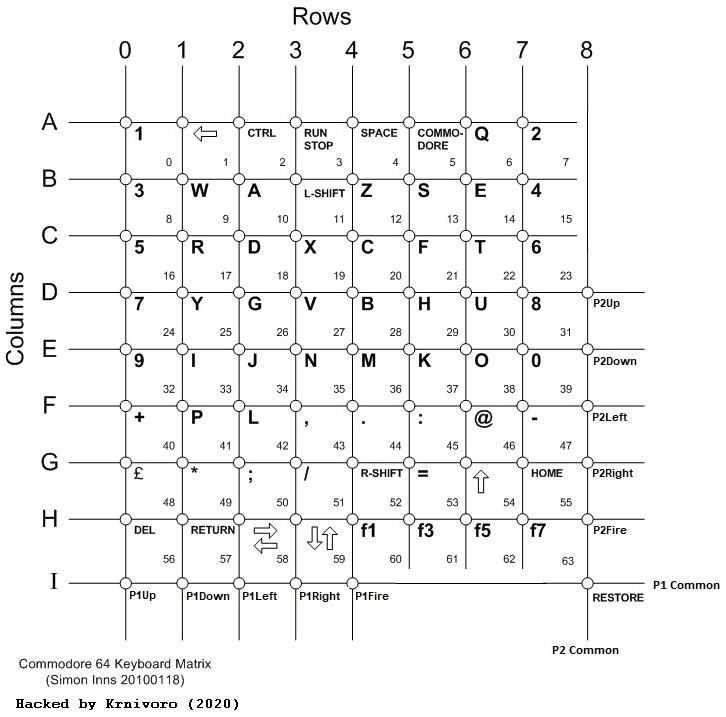 Rows
0 1 2 3 4 5 6 7 8
Columns
A
1 ← CTRL RUN STOP SPACE COMMO-DORE Q 2
0 1 2 3 4 5 6 7
B
3 W A L-SHIFT Z S E 4
8 9 10 11 12 13 14 15
C
5 R D X C F T 6
16 17 18 19 20 21 22 23
D
7 Y G V B H U 8 P2Up
24 25 26 27 28 29 30 31
E
9 I J N M K O 0 P2Down
32 33 34 35 36 37 38 39
F
+ P L , . : @ - P2Left
40 41 42 43 44 45 46 47
G
£ * ; / R-SHIFT = ↑ HOME P2Right
48 49 50 51 52 53 54 55
H
DEL RETURN f1 f3 f5 f7 P2Fire
56 57 58 59 60 61 62 63
I
P1Up P1Down P1Left P1Right P1Fire RESTORE P1 Common
P2 Common
Commodore 64 Keyboard Matrix
(Simon Inns 20100118)
Hacked by Krnivoro (2020)